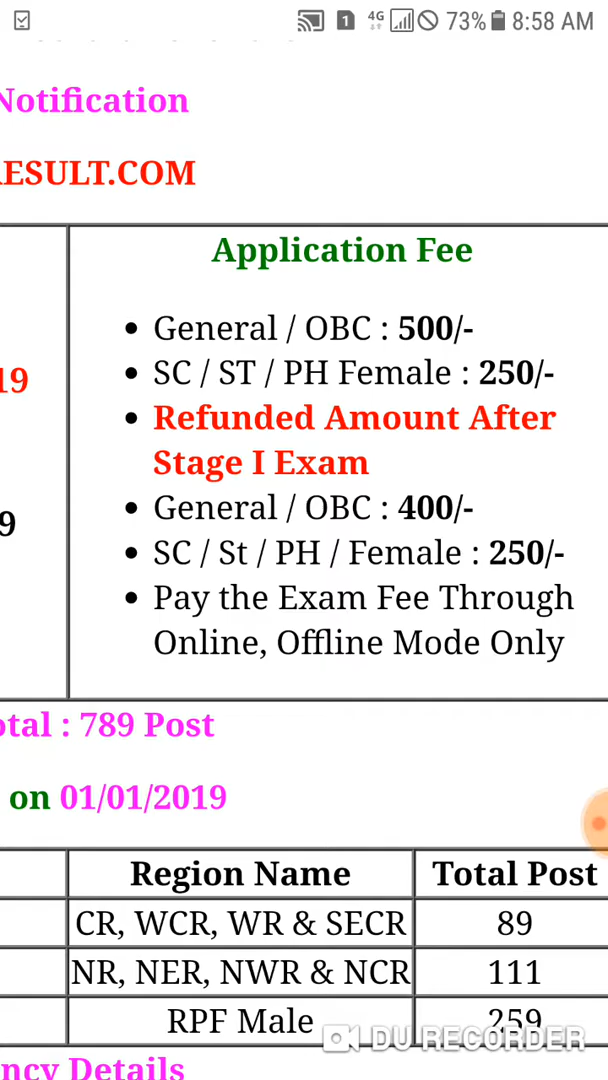 1 4G 73% 8:58 AM
Notification
RESULT.COM
Application Fee
• General / OBC : 500/-
• SC / ST / PH Female : 250/-
19
• Refunded Amount After
Stage I Exam
• General / OBC : 400/-
9
• SC / St / PH / Female : 250/-
• Pay the Exam Fee Through
Online, Offline Mode Only
otal : 789 Post
on 01/01/2019
Region Name Total Post
CR, WCR, WR & SECR 89
NR, NER, NWR & NCR 111
RPF Male 259
DU RECORDER
ncy Details